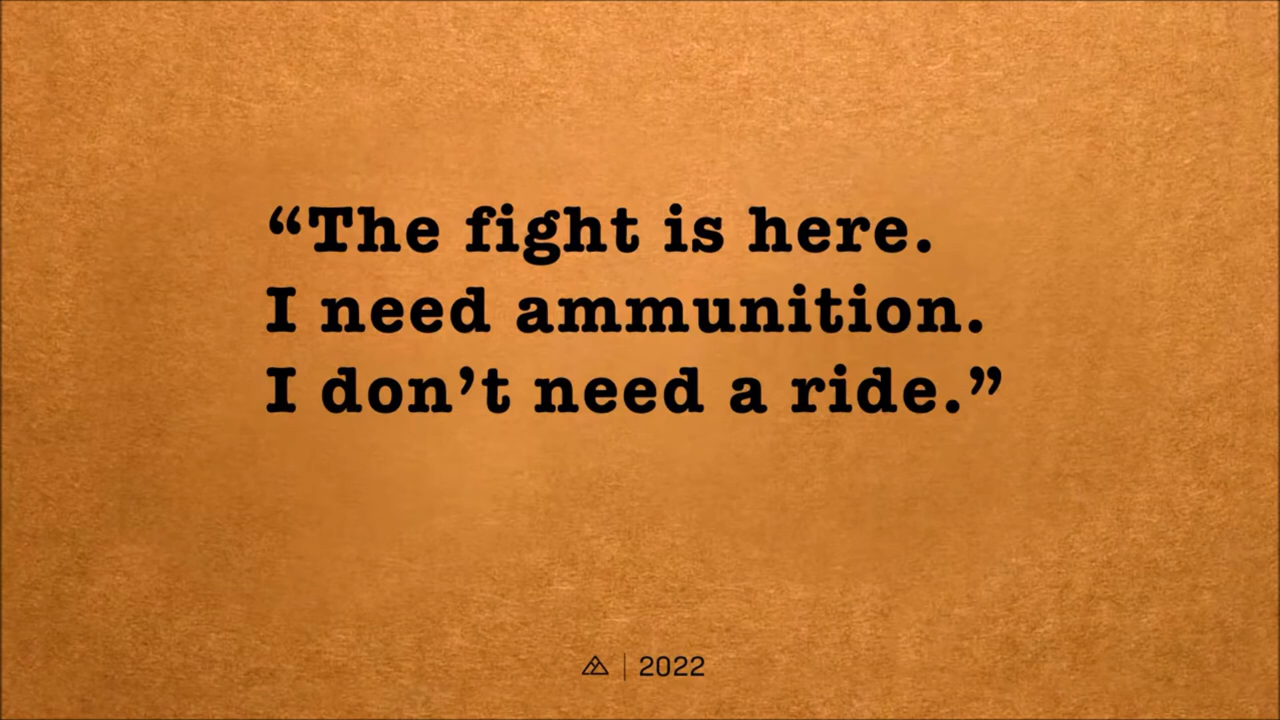 “The fight is here.
I need ammunition.
I don’t need a ride.”
2022